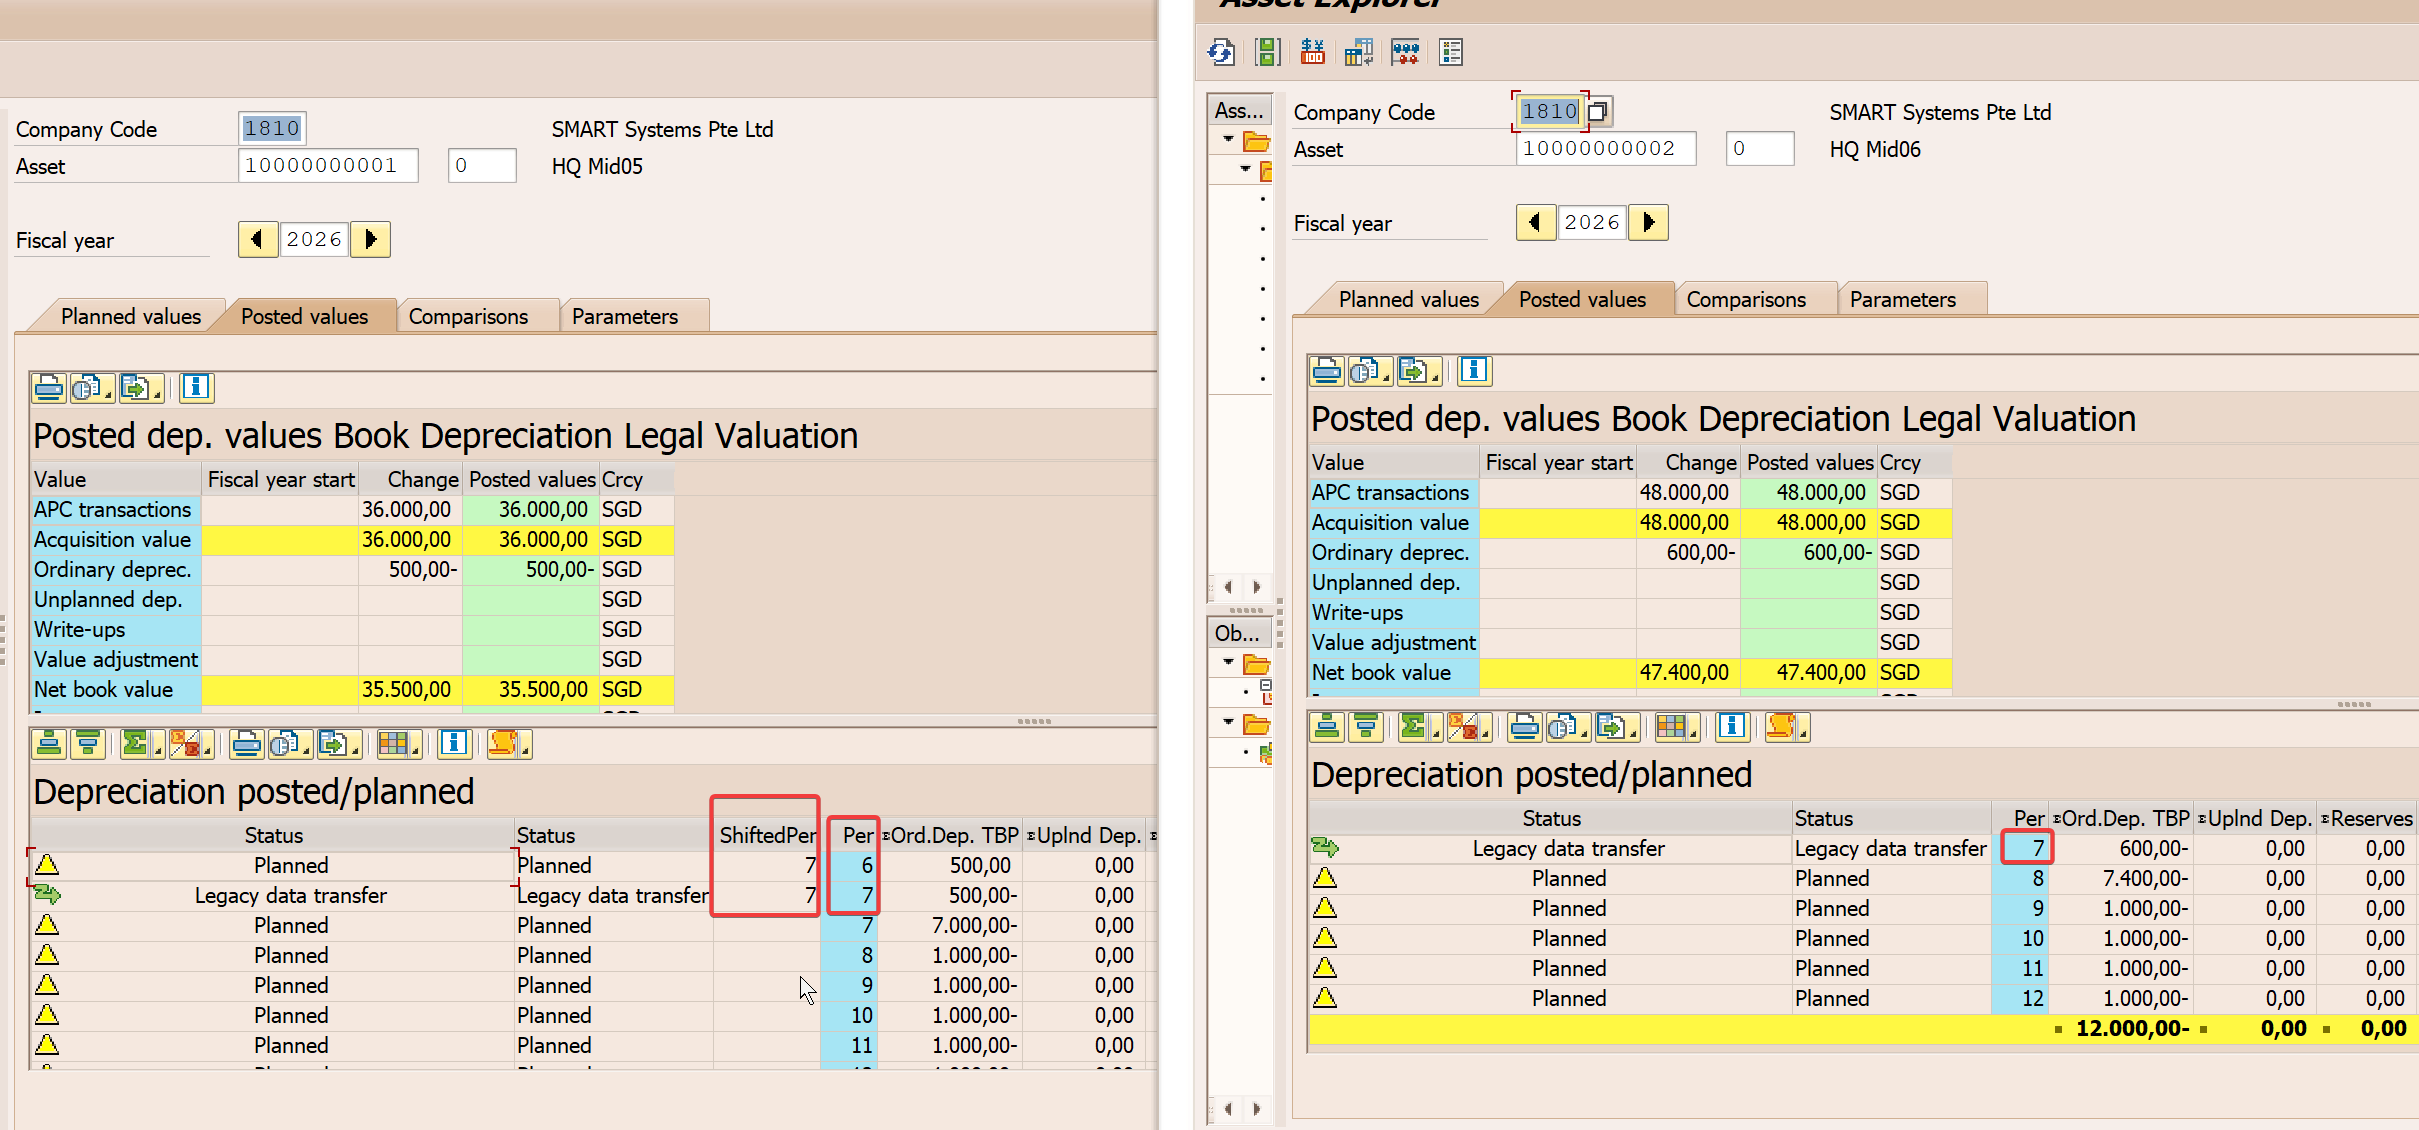 Company Code 1810 SMART Systems Pte Ltd
Asset 10000000001 0 HQ Mid05
Fiscal year 2026
Planned values Posted values Comparisons Parameters
Posted dep. values Book Depreciation Legal Valuation
Value Fiscal year start Change Posted values Crcy
APC transactions 36.000,00 36.000,00 SGD
Acquisition value 36.000,00 36.000,00 SGD
Ordinary deprec. 500,00- 500,00- SGD
Unplanned dep. SGD
Write-ups SGD
Value adjustment SGD
Net book value 35.500,00 35.500,00 SGD
Depreciation posted/planned
Status Status ShiftedPer Per Ord.Dep. TBP Uplnd Dep.
Planned Planned 7 6 500,00 0,00
Legacy data transfer Legacy data transfer 7 7 500,00- 0,00
Planned Planned 7 7.000,00- 0,00
Planned Planned 8 1.000,00- 0,00
Planned Planned 9 1.000,00- 0,00
Planned Planned 10 1.000,00- 0,00
Planned Planned 11 1.000,00- 0,00
Asset Explorer
Ass...
Ob...
Company Code 1810 SMART Systems Pte Ltd
Asset 10000000002 0 HQ Mid06
Fiscal year 2026
Planned values Posted values Comparisons Parameters
Posted dep. values Book Depreciation Legal Valuation
Value Fiscal year start Change Posted values Crcy
APC transactions 48.000,00 48.000,00 SGD
Acquisition value 48.000,00 48.000,00 SGD
Ordinary deprec. 600,00- 600,00- SGD
Unplanned dep. SGD
Write-ups SGD
Value adjustment SGD
Net book value 47.400,00 47.400,00 SGD
Depreciation posted/planned
Status Status Per Ord.Dep. TBP Uplnd Dep. Reserves
Legacy data transfer Legacy data transfer 7 600,00- 0,00 0,00
Planned Planned 8 7.400,00- 0,00 0,00
Planned Planned 9 1.000,00- 0,00 0,00
Planned Planned 10 1.000,00- 0,00 0,00
Planned Planned 11 1.000,00- 0,00 0,00
Planned Planned 12 1.000,00- 0,00 0,00
12.000,00- 0,00 0,00